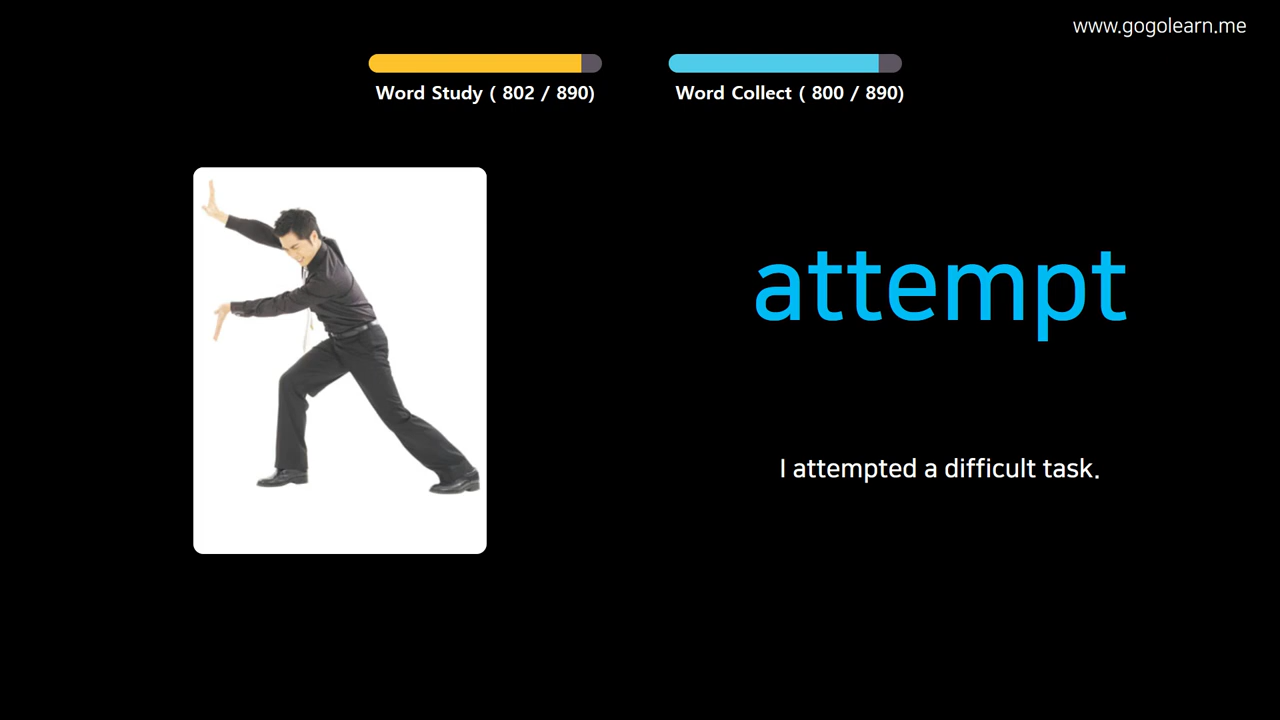 www.gogolearn.me
Word Study ( 802 / 890)
Word Collect ( 800 / 890)
attempt
I attempted a difficult task.